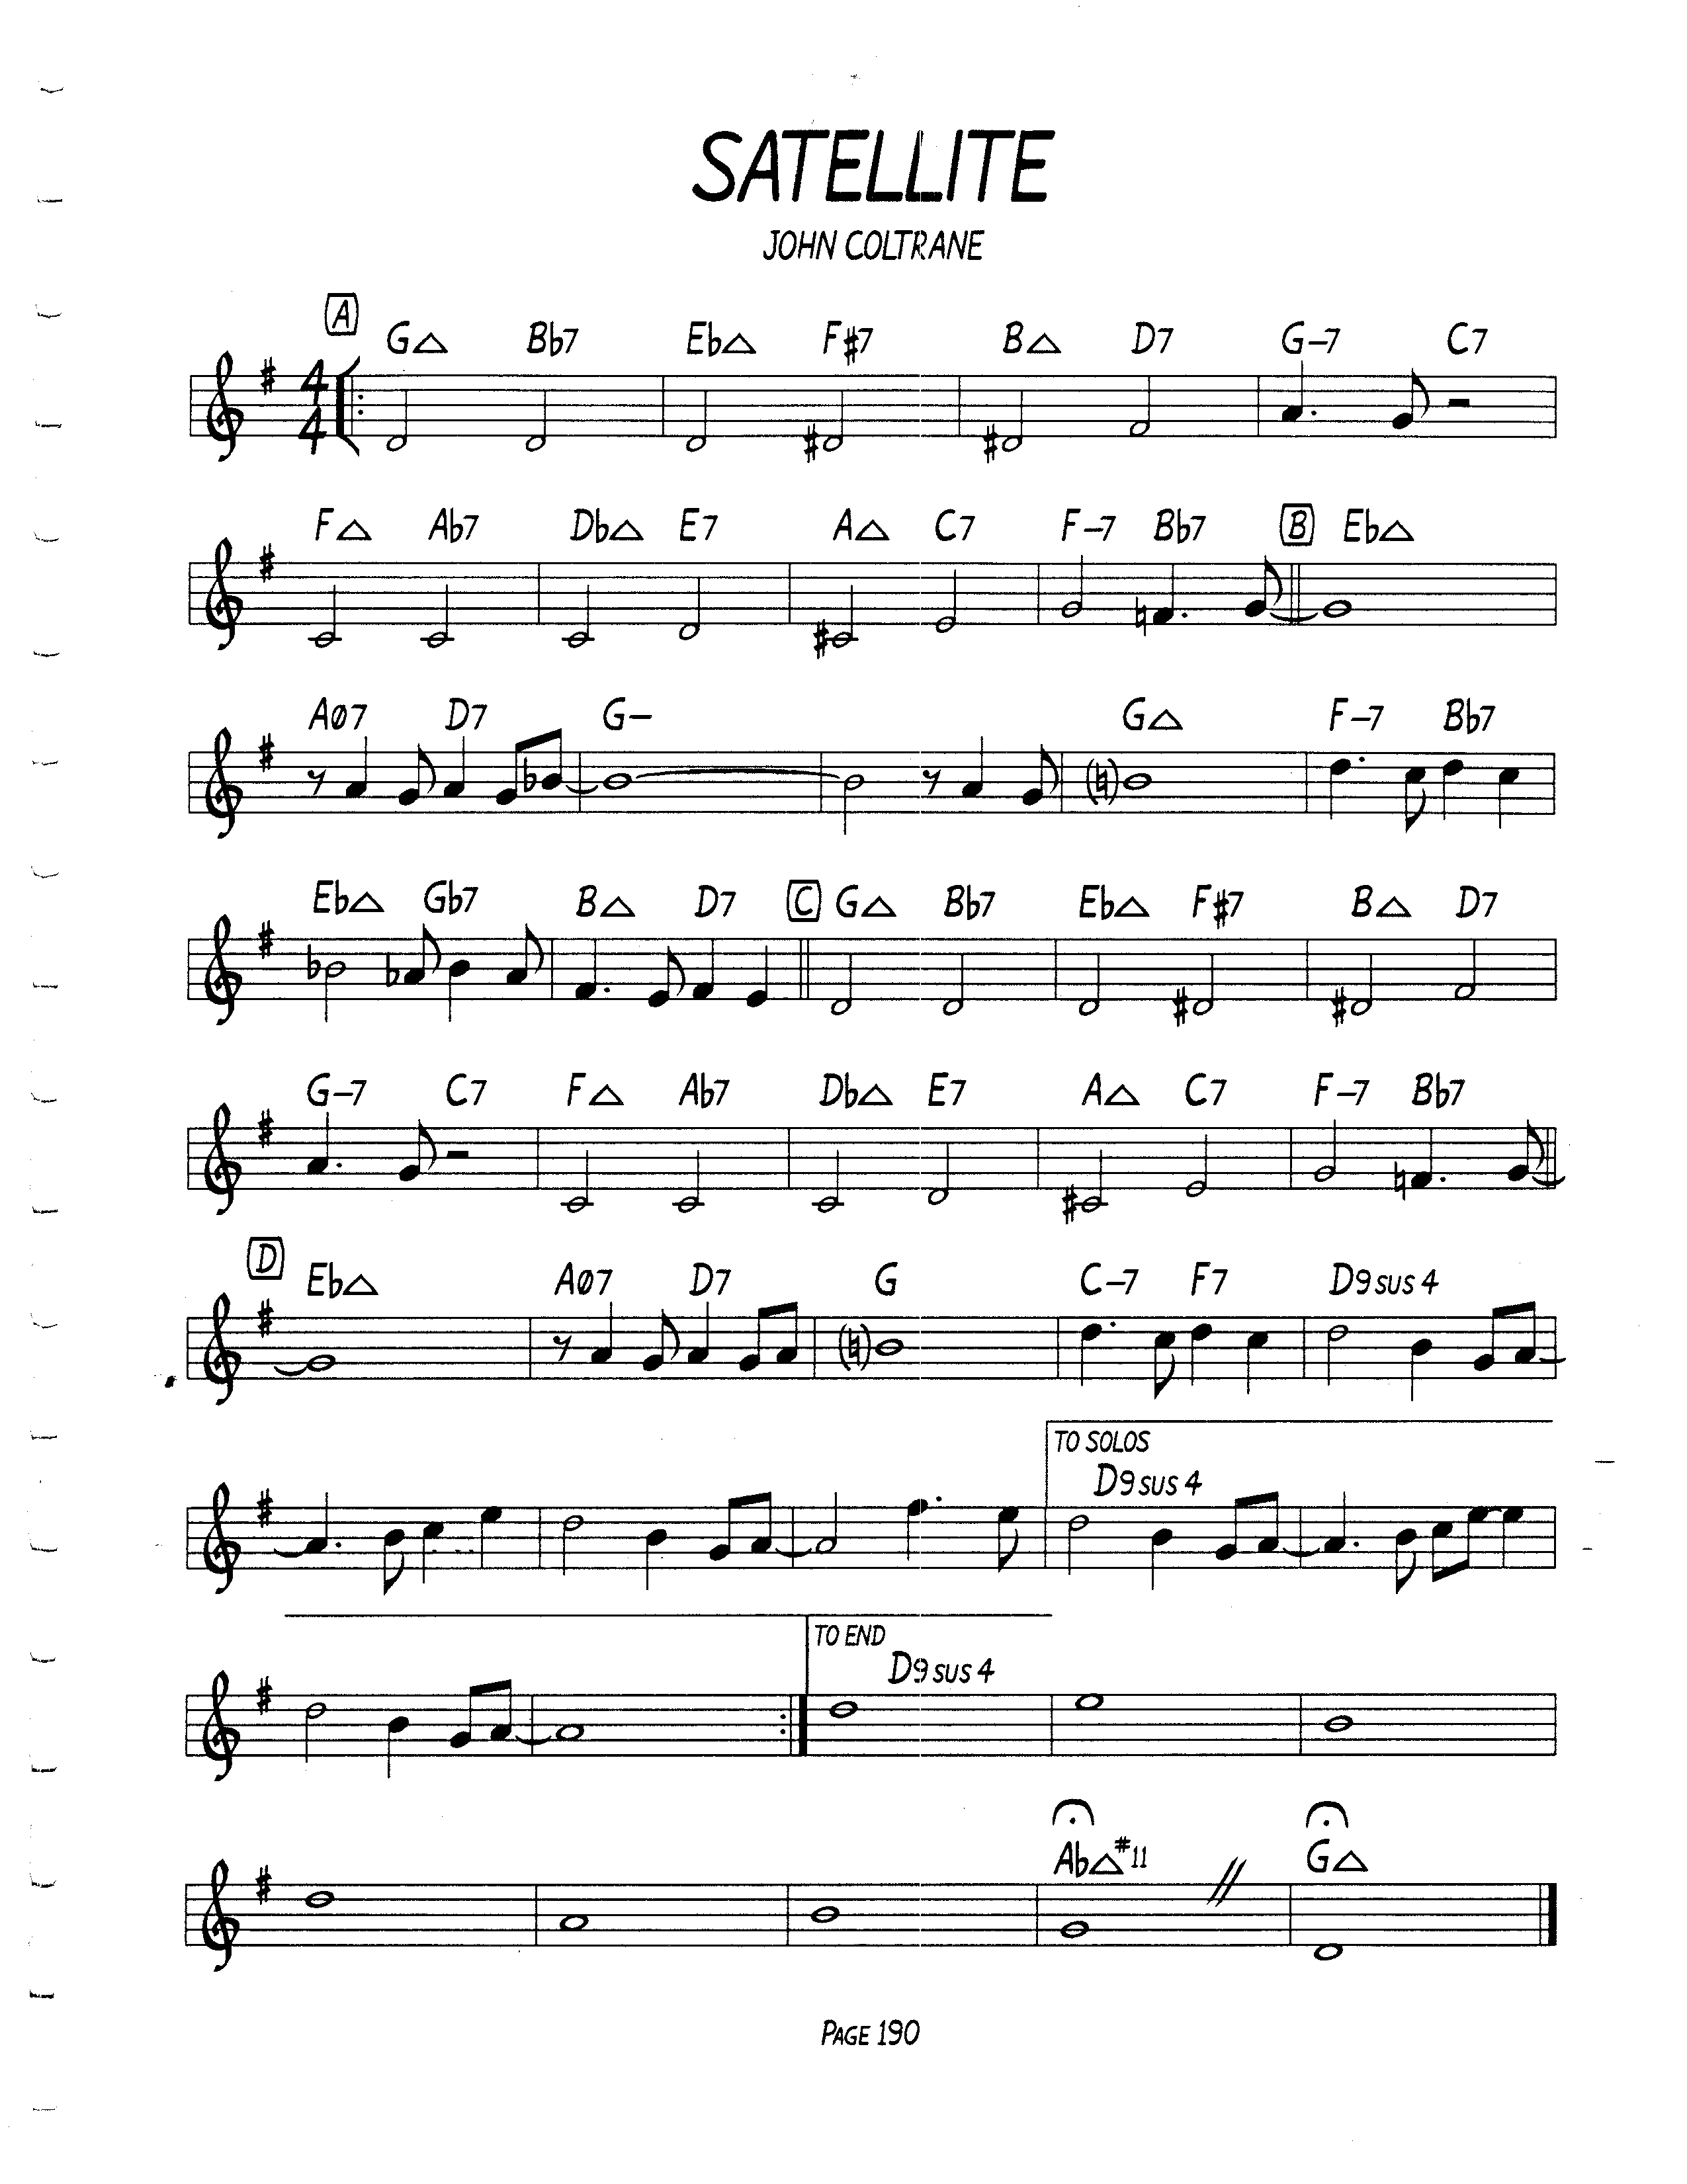 SATELLITE
JOHN COLTRANE
A
G△ Bb7 Eb△ F#7 B△ D7 G–7 C7
4
4
F△ Ab7 Db△ E7 A△ C7 F–7 Bb7 B Eb△
AØ7 D7 G– G△ F–7 Bb7
Eb△ Gb7 B△ D7 C G△ Bb7 Eb△ F#7 B△ D7
G–7 C7 F△ Ab7 Db△ E7 A△ C7 F–7 Bb7
D
Eb△ AØ7 D7 G C–7 F7 D9 SUS 4
TO SOLOS
D9 SUS 4
TO END
D9 SUS 4
Ab△#11 G△
PAGE 190